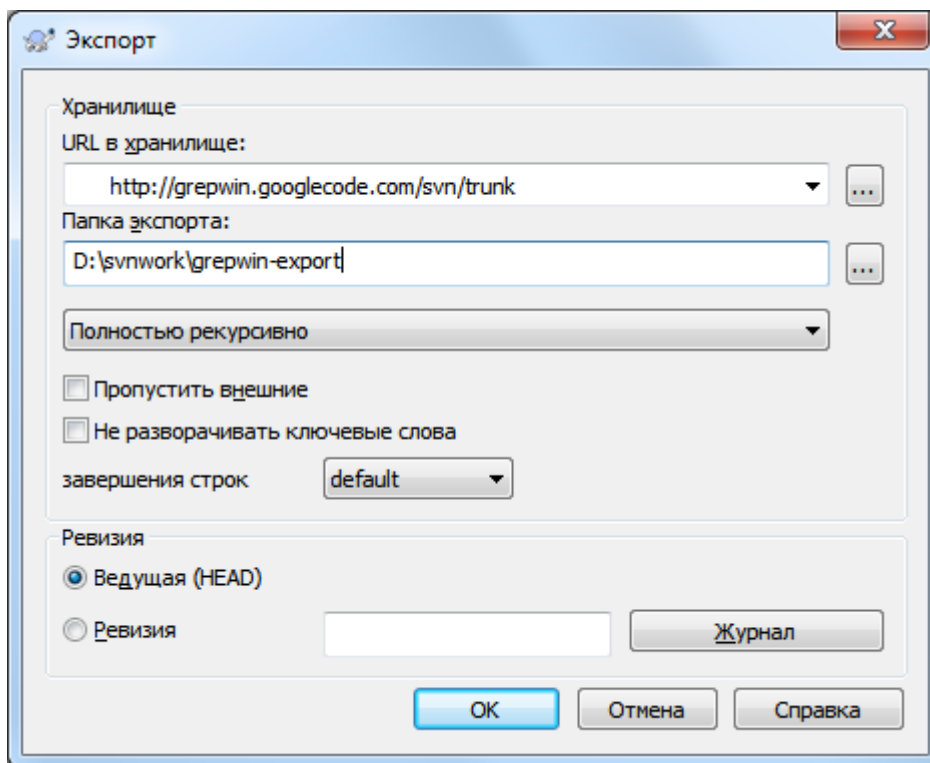 Экспорт
Хранилище
URL в хранилище:
http://grepwin.googlecode.com/svn/trunk
...
Папка экспорта:
D:\svnwork\grepwin-export
...
Полностью рекурсивно
Пропустить внешние
Не разворачивать ключевые слова
завершения строк default
Ревизия
Ведущая (HEAD)
Ревизия Журнал
OK Отмена Справка